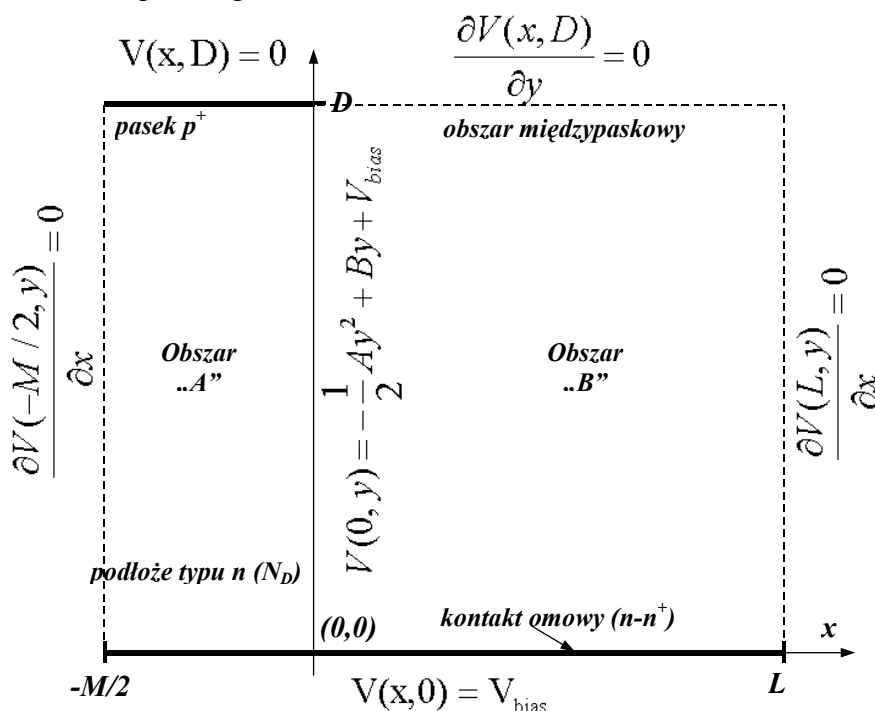 V(x,D) = 0
∂V(x,D)/∂y = 0
D
pasek p⁺
obszar międzypaskowy
∂V(−M/2,y)/∂x = 0
V(0,y) = −1/2Ay² + By + V_bias
∂V(L,y)/∂x = 0
Obszar
„A”
Obszar
„B”
podłoże typu n (N_D)
(0,0)
kontakt omowy (n-n⁺)
x
-M/2
V(x,0) = V_bias
L